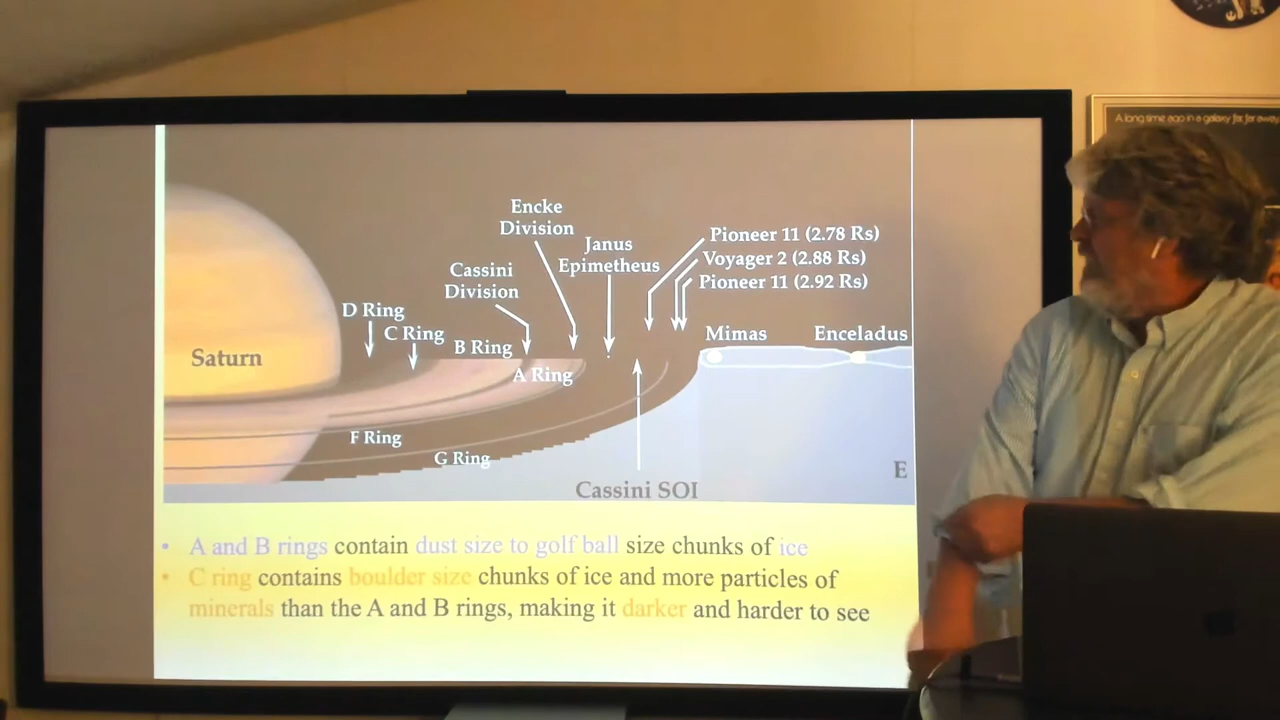 A long time ago in a galaxy far far away
Encke
Division
Janus
Epimetheus
Pioneer 11 (2.78 Rs)
Voyager 2 (2.88 Rs)
Pioneer 11 (2.92 Rs)
Cassini
Division
D Ring
C Ring
B Ring
A Ring
Mimas
Enceladus
Saturn
F Ring
G Ring
E
Cassini SOI
• A and B rings contain dust size to golf ball size chunks of ice
• C ring contains boulder size chunks of ice and more particles of
minerals than the A and B rings, making it darker and harder to see